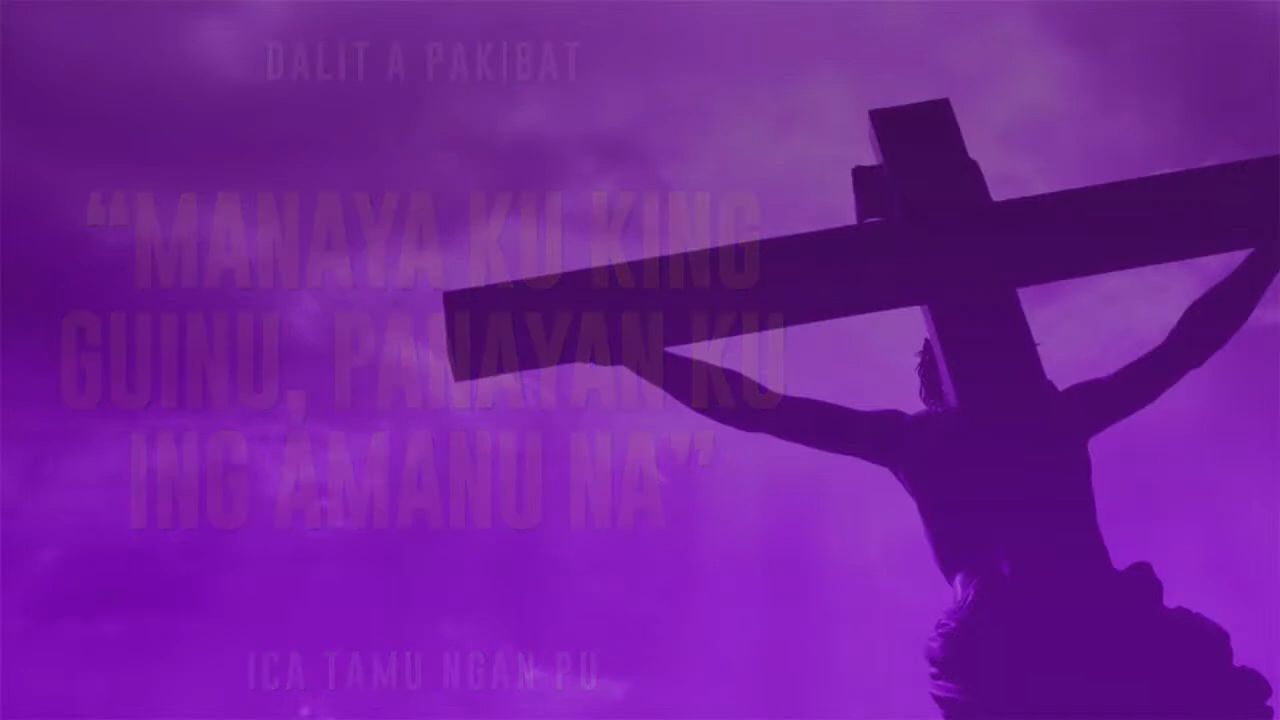 DALIT A PAKIBAT
“MANAYA KU KING
GUINU, PANAYAN KU
ING AMANU NA”
ICA TAMU NGAN PU